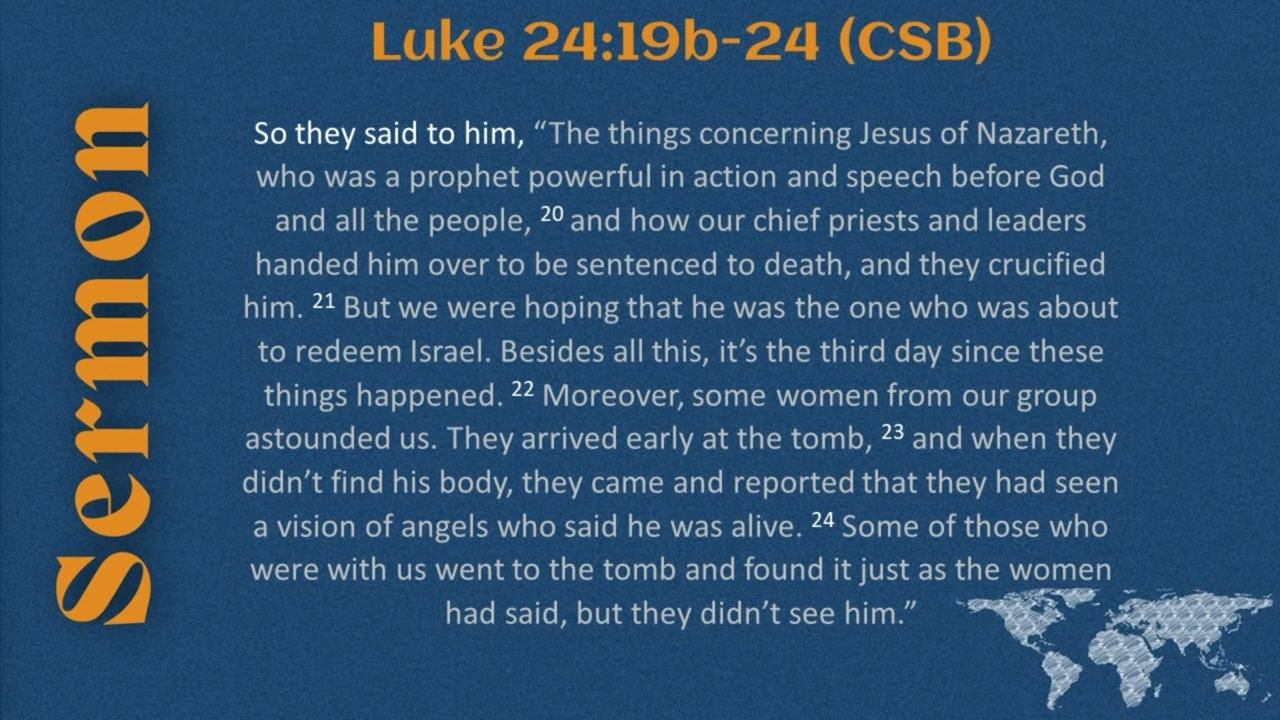 Luke 24:19b-24 (CSB)
Sermon
So they said to him, “The things concerning Jesus of Nazareth,
who was a prophet powerful in action and speech before God
and all the people, 20 and how our chief priests and leaders
handed him over to be sentenced to death, and they crucified
him. 21 But we were hoping that he was the one who was about
to redeem Israel. Besides all this, it’s the third day since these
things happened. 22 Moreover, some women from our group
astounded us. They arrived early at the tomb, 23 and when they
didn’t find his body, they came and reported that they had seen
a vision of angels who said he was alive. 24 Some of those who
were with us went to the tomb and found it just as the women
had said, but they didn’t see him.”